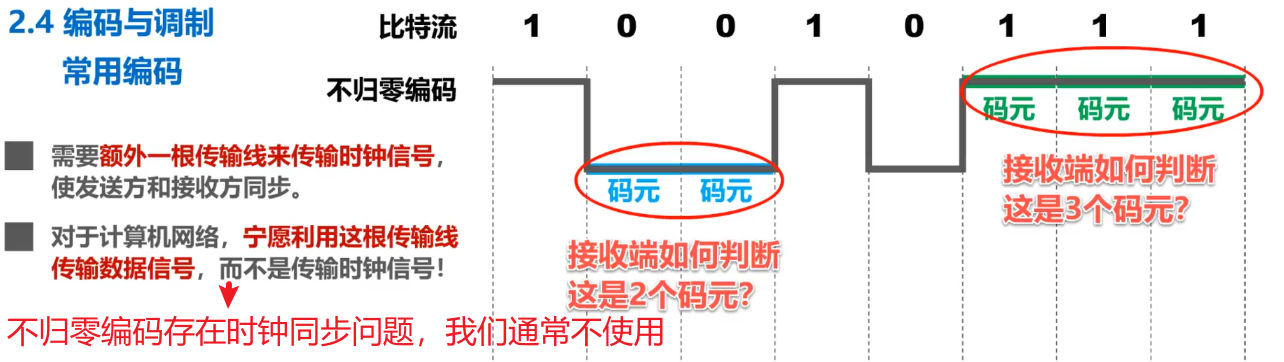 2.4 编码与调制
常用编码
比特流 1 0 0 1 0 1 1 1
不归零编码
码元 码元 码元
需要额外一根传输线来传输时钟信号，
使发送方和接收方同步。
码元 码元
接收端如何判断
这是3个码元？
对于计算机网络，宁愿利用这根传输线
传输数据信号，而不是传输时钟信号！
接收端如何判断
这是2个码元？
不归零编码存在时钟同步问题，我们通常不使用